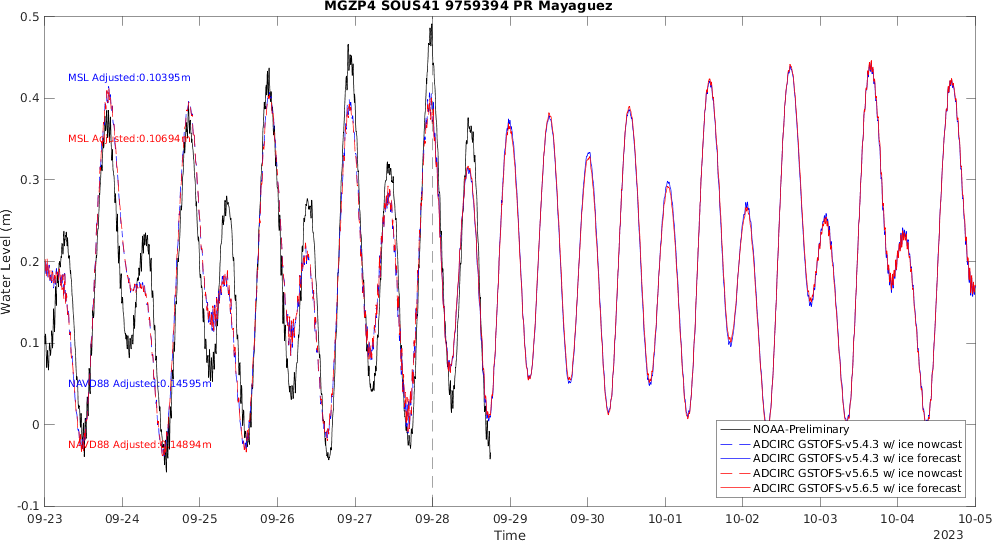 MGZP4 SOUS41 9759394 PR Mayaguez
0.5
0.4
0.3
0.2
0.1
0
-0.1
Water Level (m)
MSL Adjusted:0.10395m
MSL Adjusted:0.10694m
NAVD88 Adjusted:0.14595m
NAVD88 Adjusted:0.14894m
NOAA-Preliminary
ADCIRC GSTOFS-v5.4.3 w/ ice nowcast
ADCIRC GSTOFS-v5.4.3 w/ ice forecast
ADCIRC GSTOFS-v5.6.5 w/ ice nowcast
ADCIRC GSTOFS-v5.6.5 w/ ice forecast
09-23 09-24 09-25 09-26 09-27 09-28 09-29 09-30 10-01 10-02 10-03 10-04 10-05
Time
2023